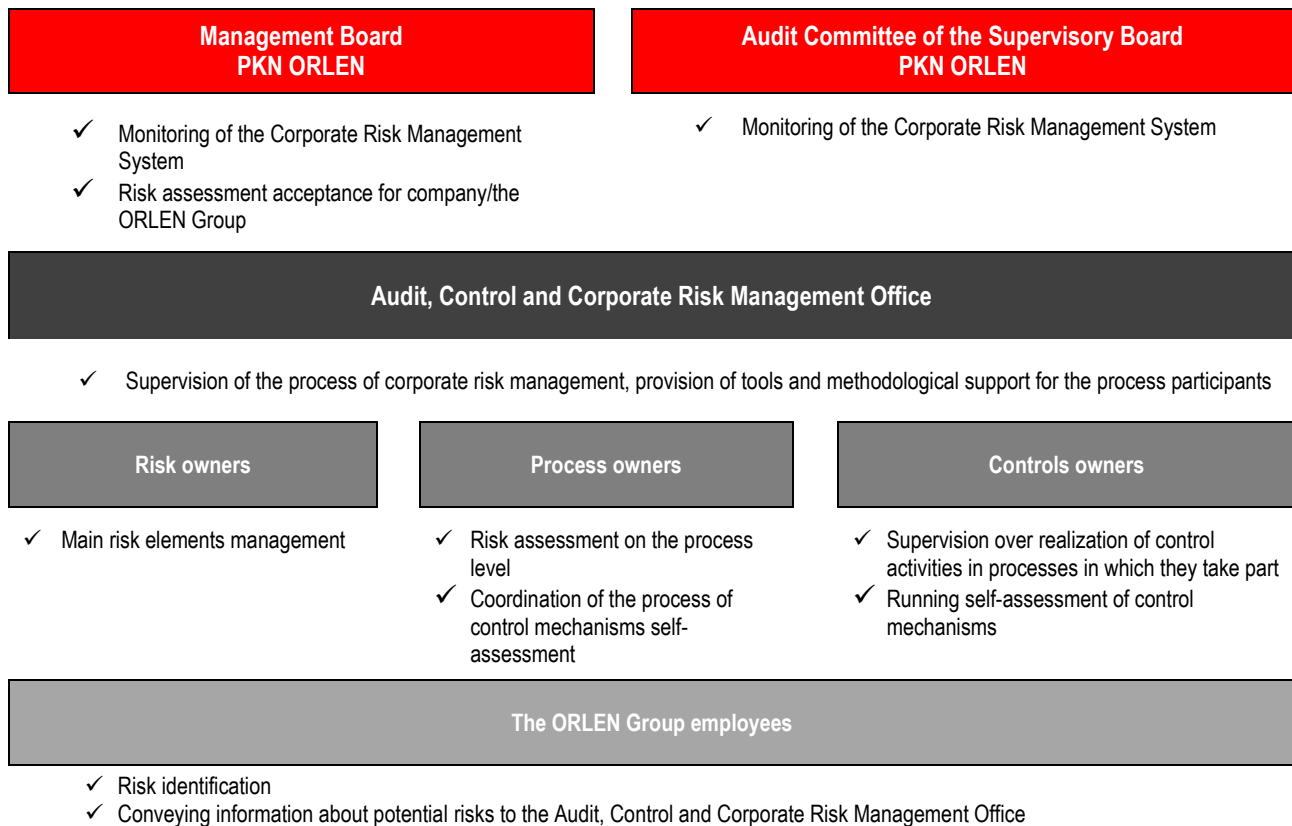 Management Board
PKN ORLEN
Audit Committee of the Supervisory Board
PKN ORLEN
✓ Monitoring of the Corporate Risk Management
System
✓ Risk assessment acceptance for company/the
ORLEN Group
✓ Monitoring of the Corporate Risk Management System
Audit, Control and Corporate Risk Management Office
✓ Supervision of the process of corporate risk management, provision of tools and methodological support for the process participants
Risk owners
✓ Main risk elements management
Process owners
✓ Risk assessment on the process
level
✓ Coordination of the process of
control mechanisms self-
assessment
Controls owners
✓ Supervision over realization of control
activities in processes in which they take part
✓ Running self-assessment of control
mechanisms
The ORLEN Group employees
✓ Risk identification
✓ Conveying information about potential risks to the Audit, Control and Corporate Risk Management Office